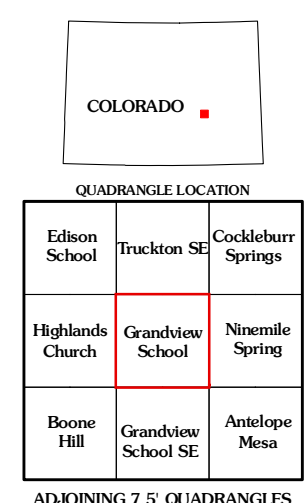 COLORADO
QUADRANGLE LOCATION
Edison
School
Truckton SE
Cockleburr
Springs
Highlands
Church
Grandview
School
Ninemile
Spring
Boone
Hill
Grandview
School SE
Antelope
Mesa
ADJOINING 7.5' QUADRANGLES